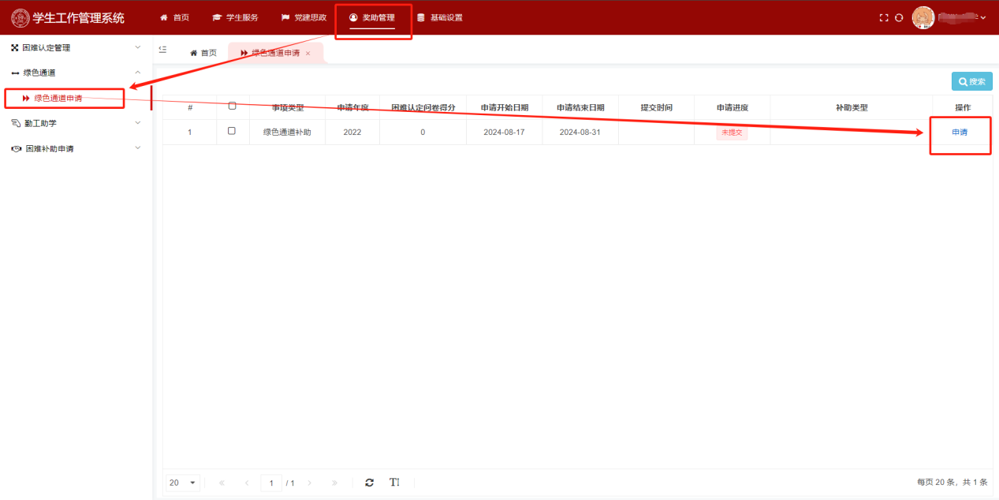 学生工作管理系统 首页 学生服务 党建思政 奖助管理 基础设置
困难认定管理
首页 绿色通道申请 ×
绿色通道
搜索
绿色通道申请
# 事项类型 申请年度 困难认定问卷得分 申请开始日期 申请结束日期 提交时间 申请进度 补助类型 操作
勤工助学
1 绿色通道补助 2022 0 2024-08-17 2024-08-31 未提交 申请
困难补助申请
20 1 / 1 TI 每页 20 条，共 1 条